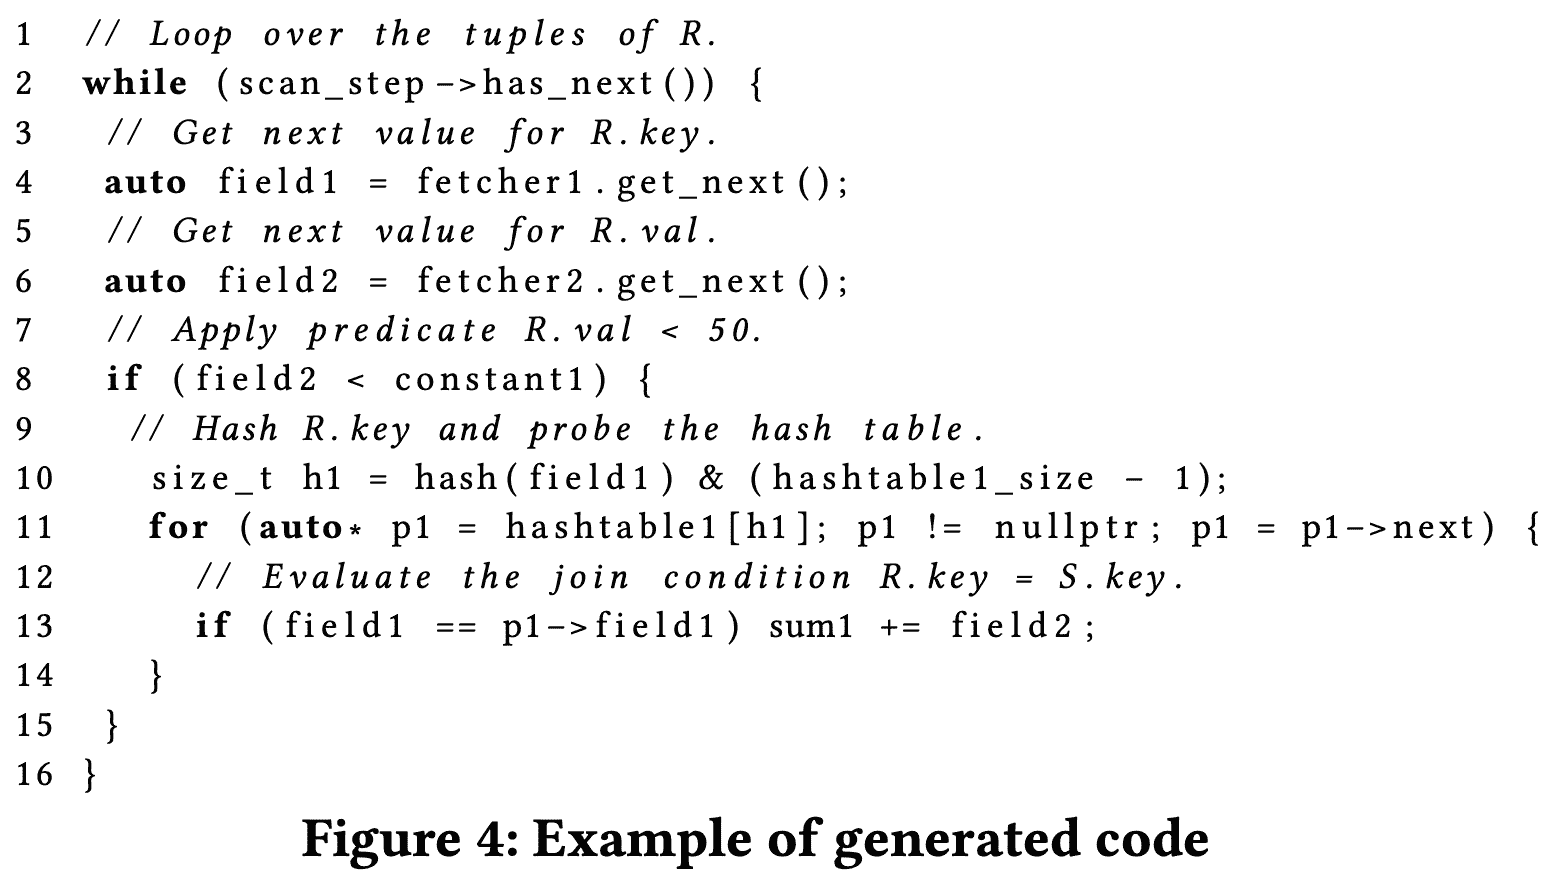 1 // Loop over the tuples of R.
2 while (scan_step->has_next()) {
3 // Get next value for R.key.
4 auto field1 = fetcher1.get_next();
5 // Get next value for R.val.
6 auto field2 = fetcher2.get_next();
7 // Apply predicate R.val < 50.
8 if (field2 < constant1) {
9 // Hash R.key and probe the hash table.
10 size_t h1 = hash(field1) & (hashtable1_size - 1);
11 for (auto* p1 = hashtable1[h1]; p1 != nullptr; p1 = p1->next) {
12 // Evaluate the join condition R.key = S.key.
13 if (field1 == p1->field1) sum1 += field2;
14 }
15 }
16 }
Figure 4: Example of generated code